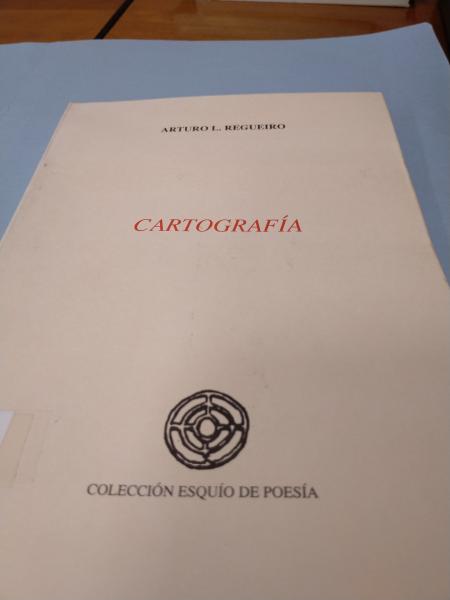 ARTURO L. REGUEIRO
CARTOGRAFÍA
COLECCIÓN ESQUÍO DE POESÍA